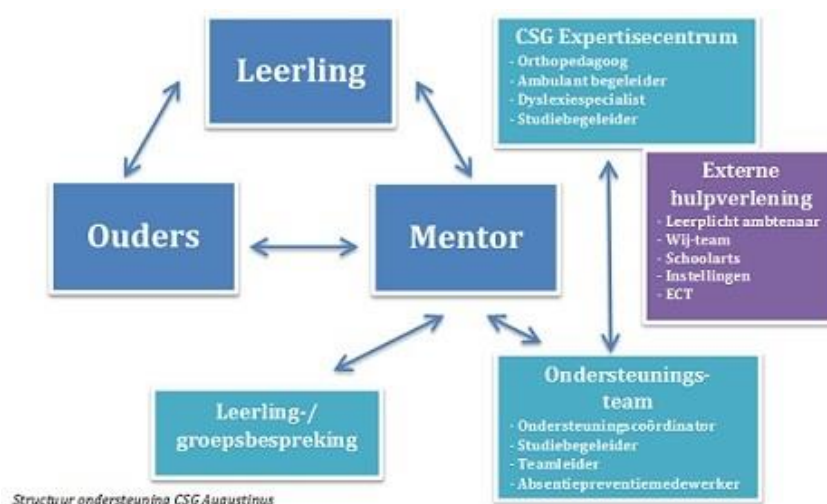 Leerling
CSG Expertisecentrum
- Orthopedagoog
- Ambulant begeleider
- Dyslexiespecialist
- Studiebegeleider
Externe
hulpverlening
- Leerplicht ambtenaar
- Wij-team
- Schoolarts
- Instellingen
- ECT
Ouders
Mentor
Leerling-/
groepsbespreking
Ondersteunings-
team
- Ondersteuningscoördinator
- Studiebegeleider
- Teamleider
- Absentiepreventiemedewerker
Structuur ondersteuning CSG Augustinus